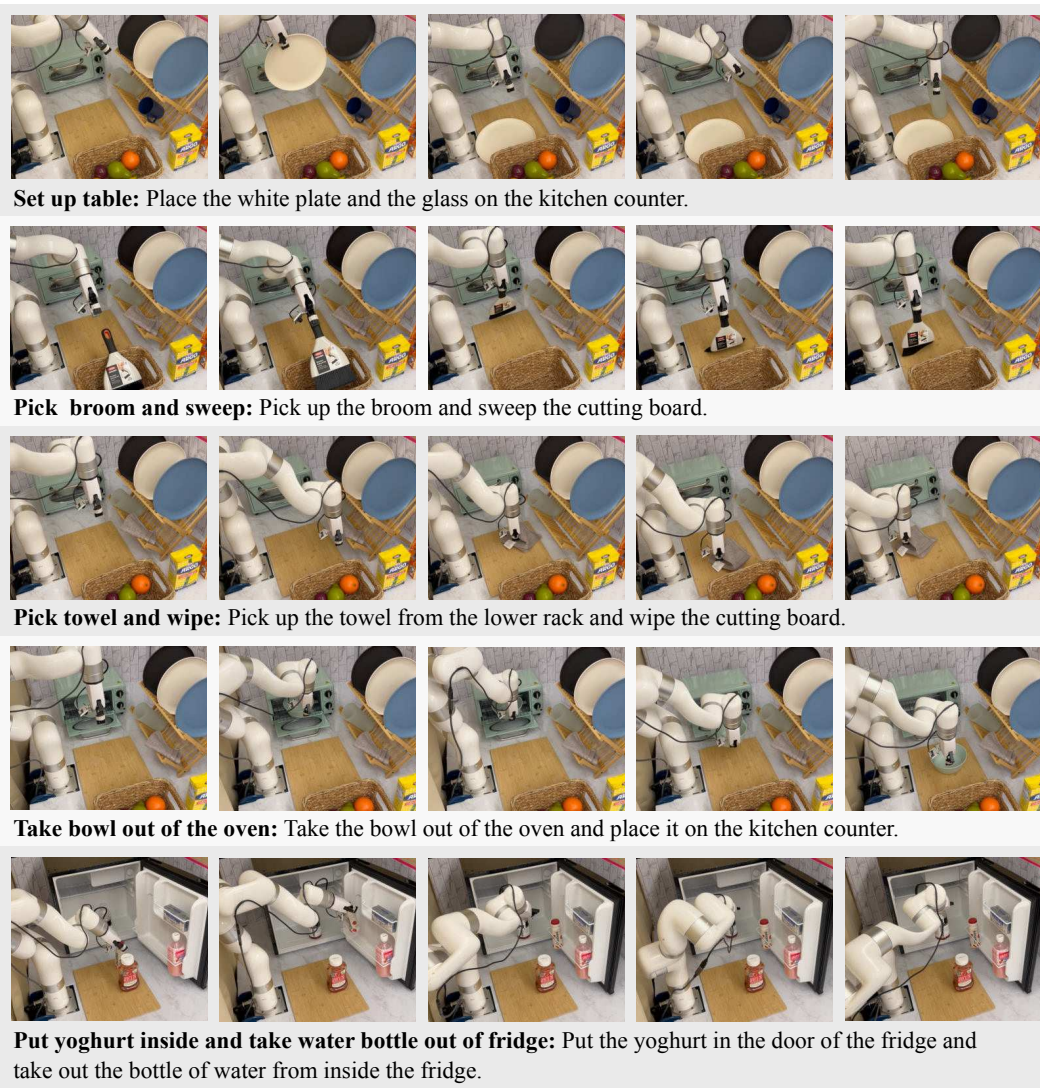 Set up table: Place the white plate and the glass on the kitchen counter.
Pick broom and sweep: Pick up the broom and sweep the cutting board.
Pick towel and wipe: Pick up the towel from the lower rack and wipe the cutting board.
Take bowl out of the oven: Take the bowl out of the oven and place it on the kitchen counter.
Put yoghurt inside and take water bottle out of fridge: Put the yoghurt in the door of the fridge and
take out the bottle of water from inside the fridge.